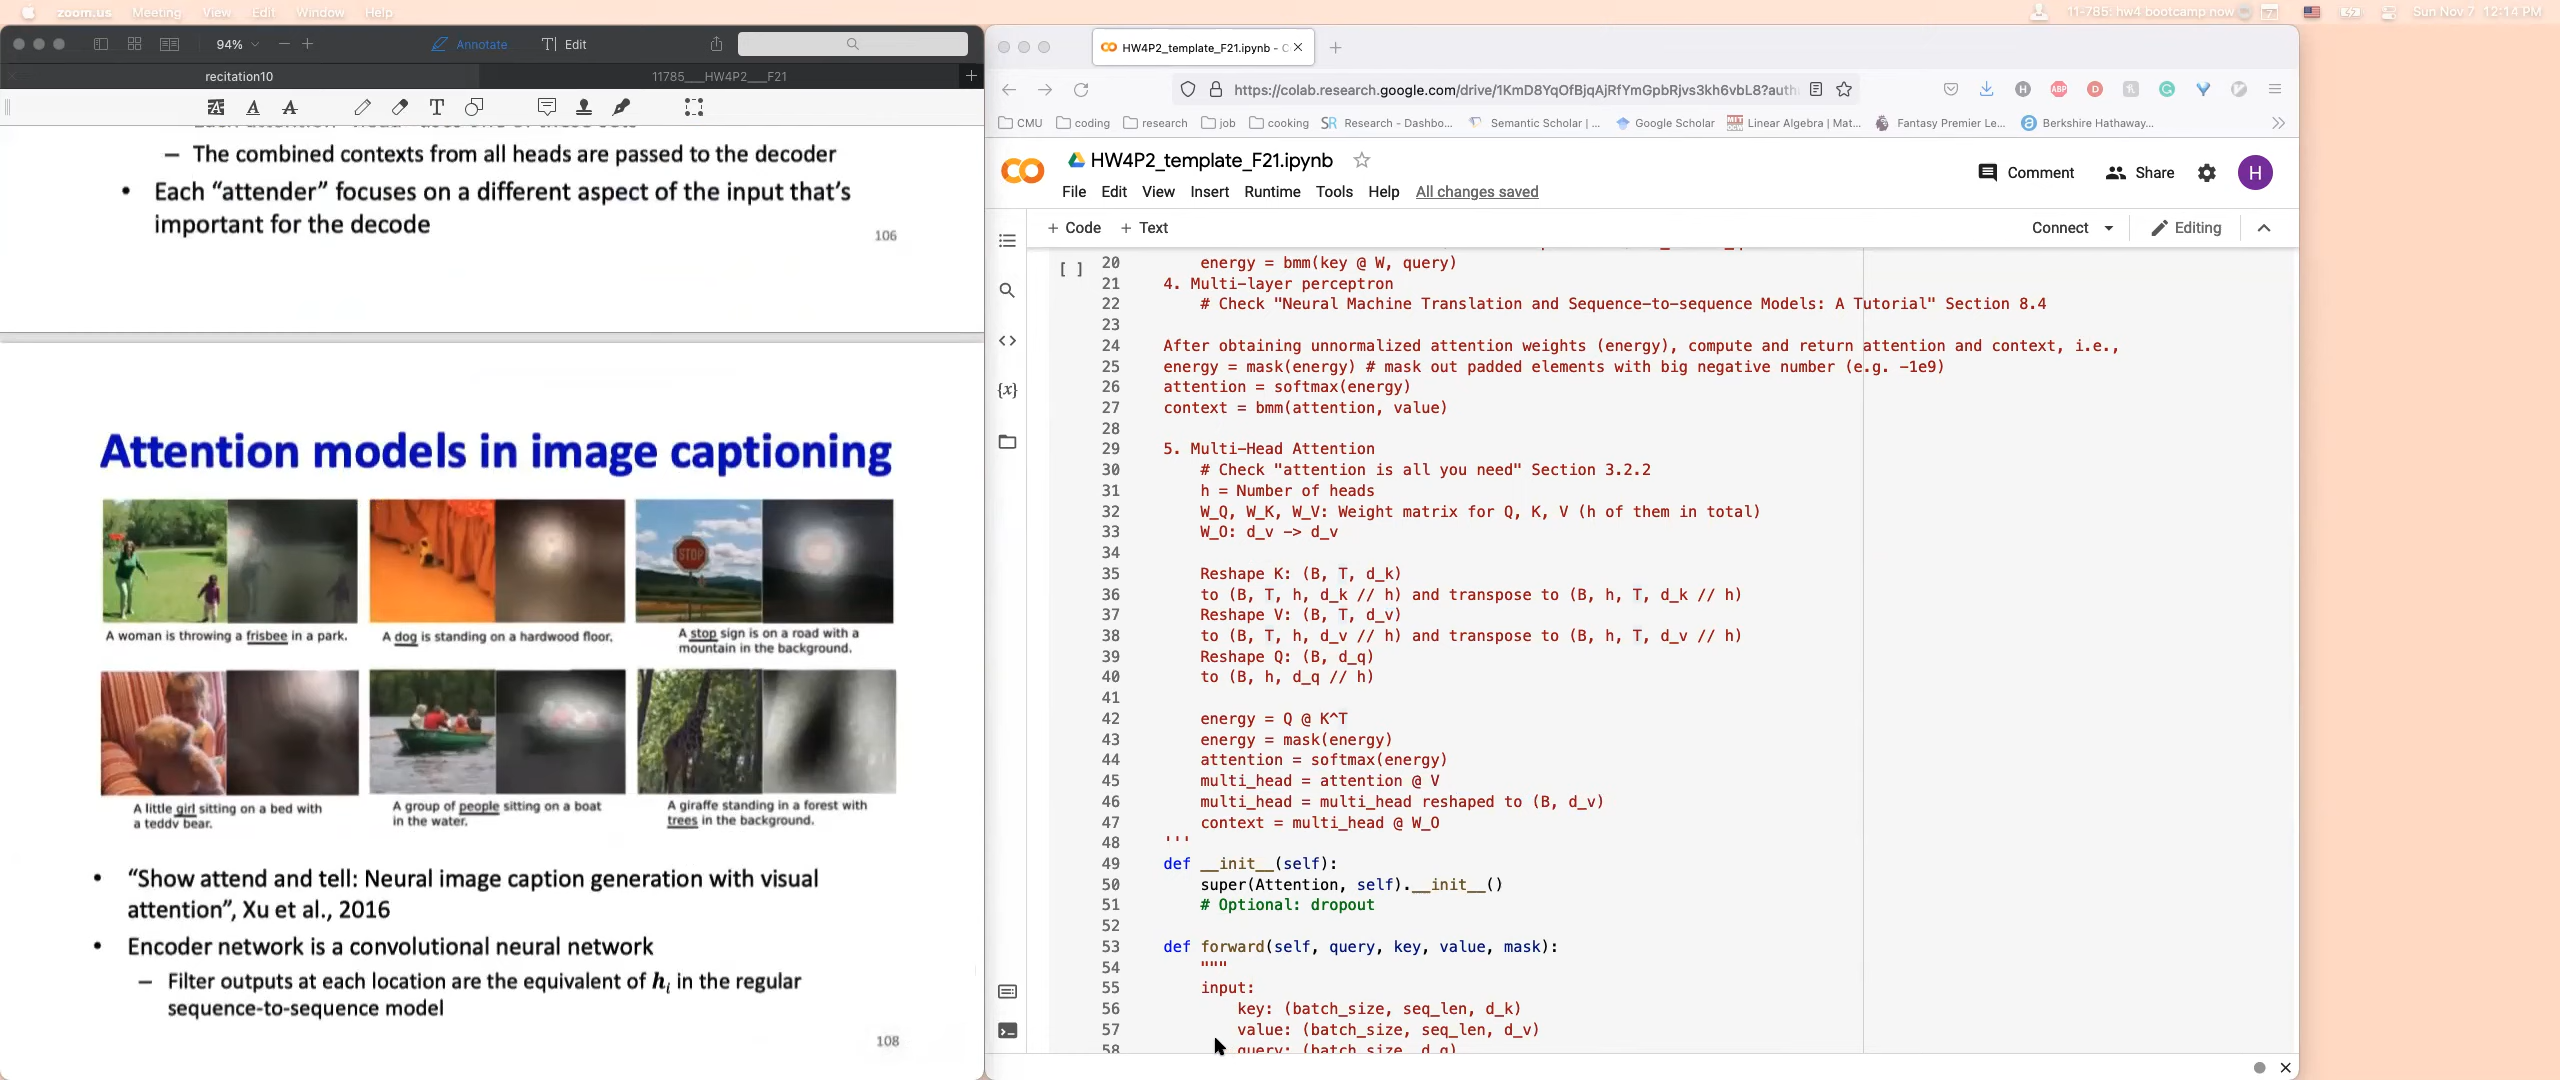 zoom.us Meeting View Edit Window Help
11-785: hw4 bootcamp now
Sun Nov 7 12:14 PM
94%
Annotate
Edit
recitation10
11785___HW4P2___F21
– The combined contexts from all heads are passed to the decoder
• Each “attender” focuses on a different aspect of the input that’s
important for the decode
106
Attention models in image captioning
STOP
A woman is throwing a frisbee in a park.
A dog is standing on a hardwood floor.
A stop sign is on a road with a
mountain in the background.
A little girl sitting on a bed with
a teddy bear.
A group of people sitting on a boat
in the water.
A giraffe standing in a forest with
trees in the background.
• “Show attend and tell: Neural image caption generation with visual
attention”, Xu et al., 2016
• Encoder network is a convolutional neural network
– Filter outputs at each location are the equivalent of hi in the regular
sequence-to-sequence model
108
HW4P2_template_F21.ipynb - C
https://colab.research.google.com/drive/1KmD8YqOfBjqAjRfYmGpbRjvs3kh6vbL8?auth
CMU coding research job cooking SR Research - Dashbo... Semantic Scholar | ... Google Scholar Linear Algebra | Mat... Fantasy Premier Le... Berkshire Hathaway...
HW4P2_template_F21.ipynb
Comment Share H
File Edit View Insert Runtime Tools Help All changes saved
+ Code + Text
Connect Editing
[ ]
20 energy = bmm(key @ W, query)
21 4. Multi-layer perceptron
22 # Check "Neural Machine Translation and Sequence-to-sequence Models: A Tutorial" Section 8.4
23
24 After obtaining unnormalized attention weights (energy), compute and return attention and context, i.e.,
25 energy = mask(energy) # mask out padded elements with big negative number (e.g. -1e9)
26 attention = softmax(energy)
27 context = bmm(attention, value)
28
29 5. Multi-Head Attention
30 # Check "attention is all you need" Section 3.2.2
31 h = Number of heads
32 W_Q, W_K, W_V: Weight matrix for Q, K, V (h of them in total)
33 W_O: d_v -> d_v
34
35 Reshape K: (B, T, d_k)
36 to (B, T, h, d_k // h) and transpose to (B, h, T, d_k // h)
37 Reshape V: (B, T, d_v)
38 to (B, T, h, d_v // h) and transpose to (B, h, T, d_v // h)
39 Reshape Q: (B, d_q)
40 to (B, h, d_q // h)
41
42 energy = Q @ K^T
43 energy = mask(energy)
44 attention = softmax(energy)
45 multi_head = attention @ V
46 multi_head = multi_head reshaped to (B, d_v)
47 context = multi_head @ W_O
48 '''
49 def __init__(self):
50 super(Attention, self).__init__()
51 # Optional: dropout
52
53 def forward(self, query, key, value, mask):
54 """
55 input:
56 key: (batch_size, seq_len, d_k)
57 value: (batch_size, seq_len, d_v)
58 query: (batch_size, d_q)